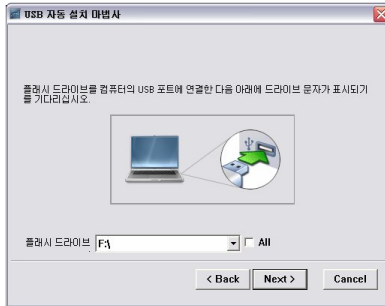 USB 자동 설치 마법사
플래시 드라이브를 컴퓨터의 USB 포트에 연결한 다음 아래에 드라이브 문자가 표시되기
를 기다리십시오.
플래시 드라이브 F:\ All
< Back Next > Cancel